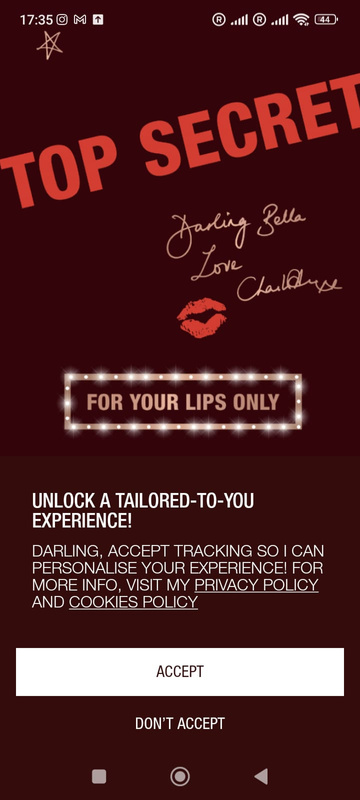 17:35
44
TOP SECRET
Darling Bella
Love
Charlotte xx
FOR YOUR LIPS ONLY
UNLOCK A TAILORED-TO-YOU
EXPERIENCE!
DARLING, ACCEPT TRACKING SO I CAN
PERSONALISE YOUR EXPERIENCE! FOR
MORE INFO, VISIT MY PRIVACY POLICY
AND COOKIES POLICY
ACCEPT
DON'T ACCEPT